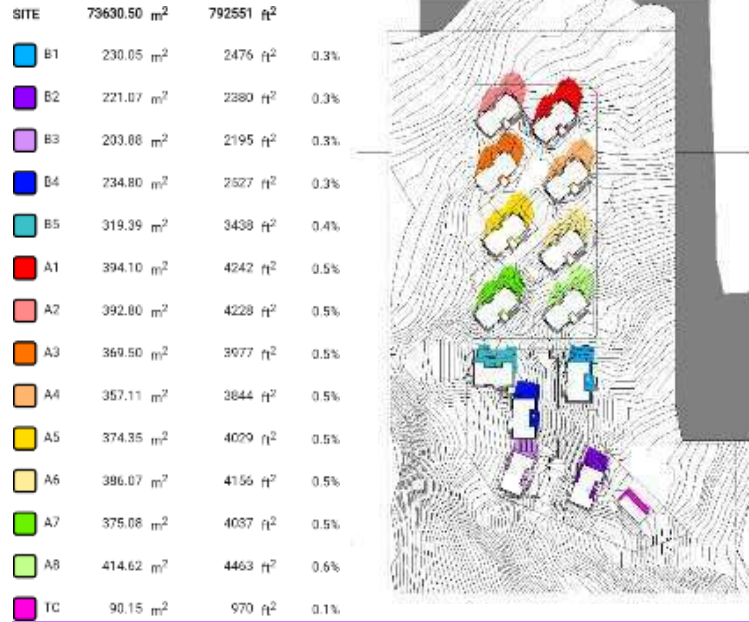 SITE 73630.50 m² 792551 ft²
B1 230.05 m² 2476 ft² 0.3%
B2 221.07 m² 2380 ft² 0.3%
B3 203.88 m² 2195 ft² 0.3%
B4 234.80 m² 2527 ft² 0.3%
B5 319.39 m² 3438 ft² 0.4%
A1 394.10 m² 4242 ft² 0.5%
A2 392.80 m² 4228 ft² 0.5%
A3 369.50 m² 3977 ft² 0.5%
A4 357.11 m² 3844 ft² 0.5%
A5 374.35 m² 4029 ft² 0.5%
A6 386.07 m² 4156 ft² 0.5%
A7 375.08 m² 4037 ft² 0.5%
A8 414.62 m² 4463 ft² 0.6%
TC 90.15 m² 970 ft² 0.1%